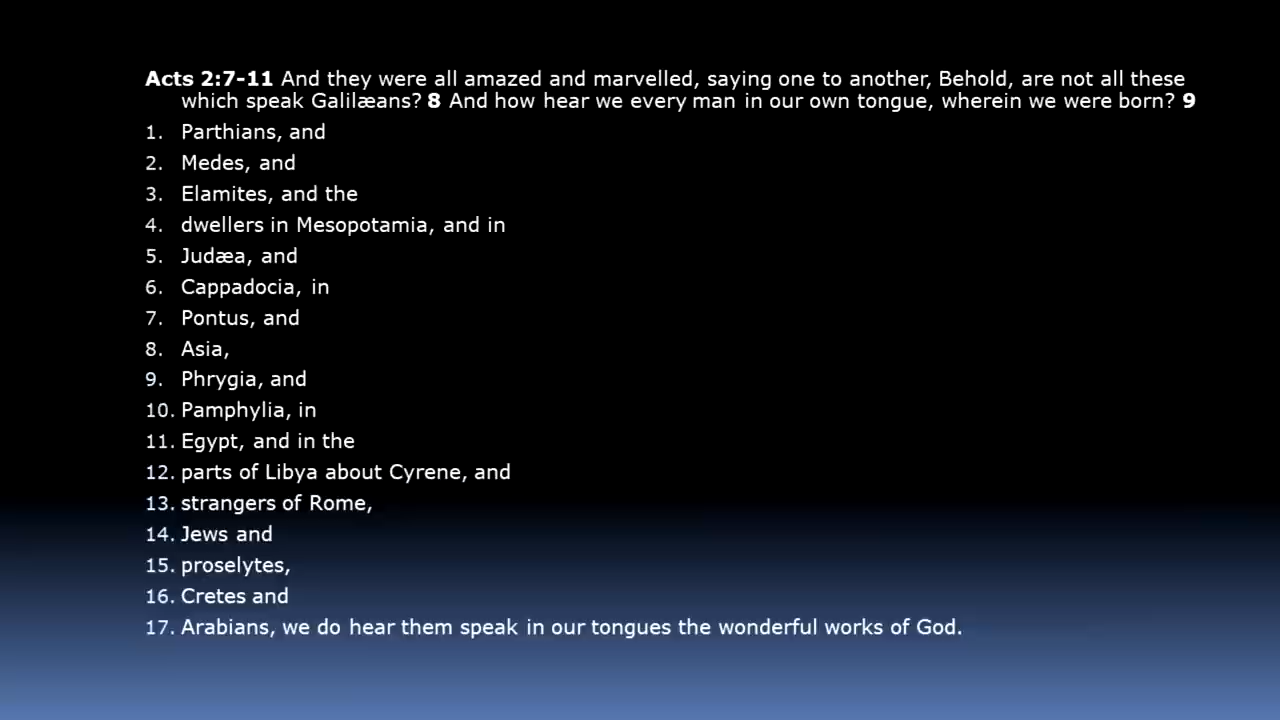 Acts 2:7-11 And they were all amazed and marvelled, saying one to another, Behold, are not all these
which speak Galilæans? 8 And how hear we every man in our own tongue, wherein we were born? 9
1. Parthians, and
2. Medes, and
3. Elamites, and the
4. dwellers in Mesopotamia, and in
5. Judæa, and
6. Cappadocia, in
7. Pontus, and
8. Asia,
9. Phrygia, and
10. Pamphylia, in
11. Egypt, and in the
12. parts of Libya about Cyrene, and
13. strangers of Rome,
14. Jews and
15. proselytes,
16. Cretes and
17. Arabians, we do hear them speak in our tongues the wonderful works of God.